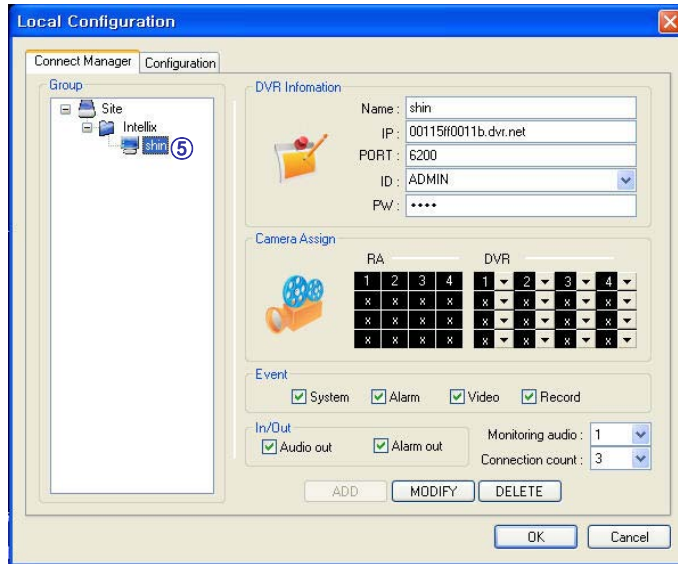 Local Configuration
Connect Manager
Configuration
Group
Site
Intellix
shin ⑤
DVR Infomation
Name : shin
IP : 00115ff0011b.dvr.net
PORT : 6200
ID : ADMIN
PW : ••••
Camera Assign
RA DVR
1 2 3 4 1 2 3 4
x x x x x x x x
x x x x x x x x
x x x x x x x x
Event
System Alarm Video Record
In/Out
Audio out Alarm out
Monitoring audio : 1
Connection count : 3
ADD MODIFY DELETE
OK Cancel